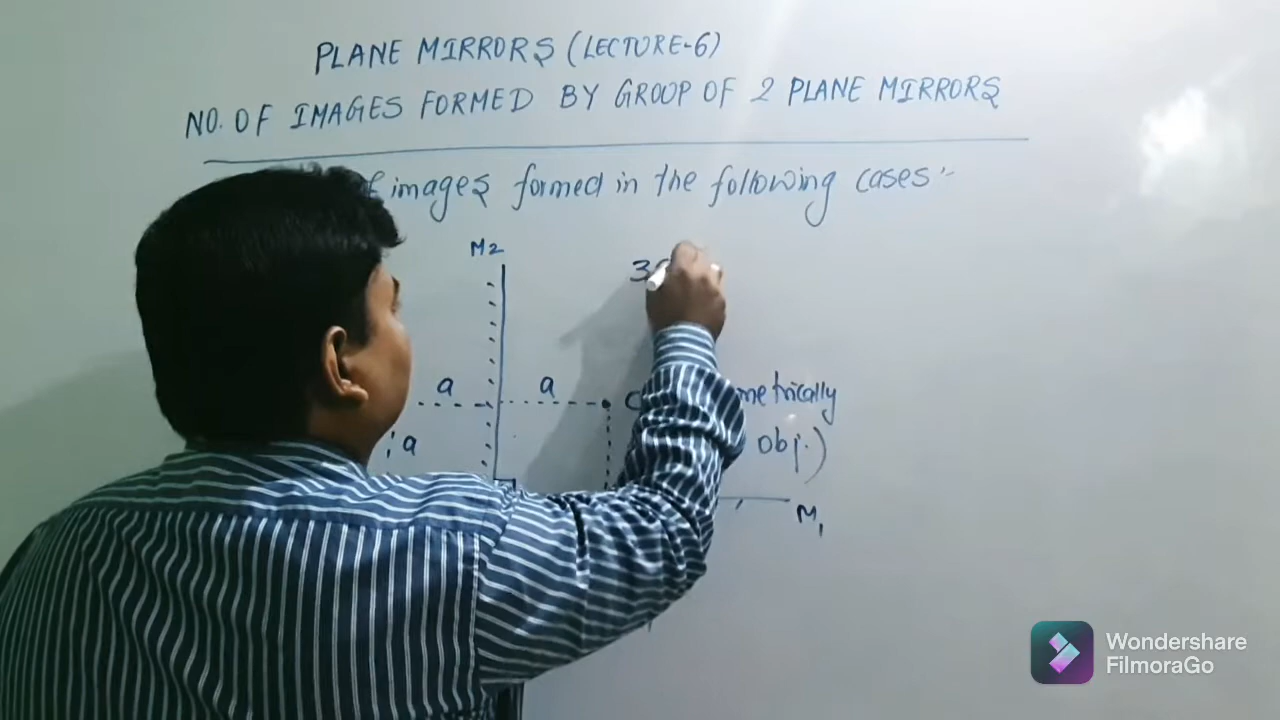 PLANE MIRRORS (LECTURE-6)
NO. OF IMAGES FORMED BY GROUP OF 2 PLANE MIRRORS
images formed in the following cases :-
M2
3
a a
metrically
a
obj.)
M1
Wondershare
FilmoraGo